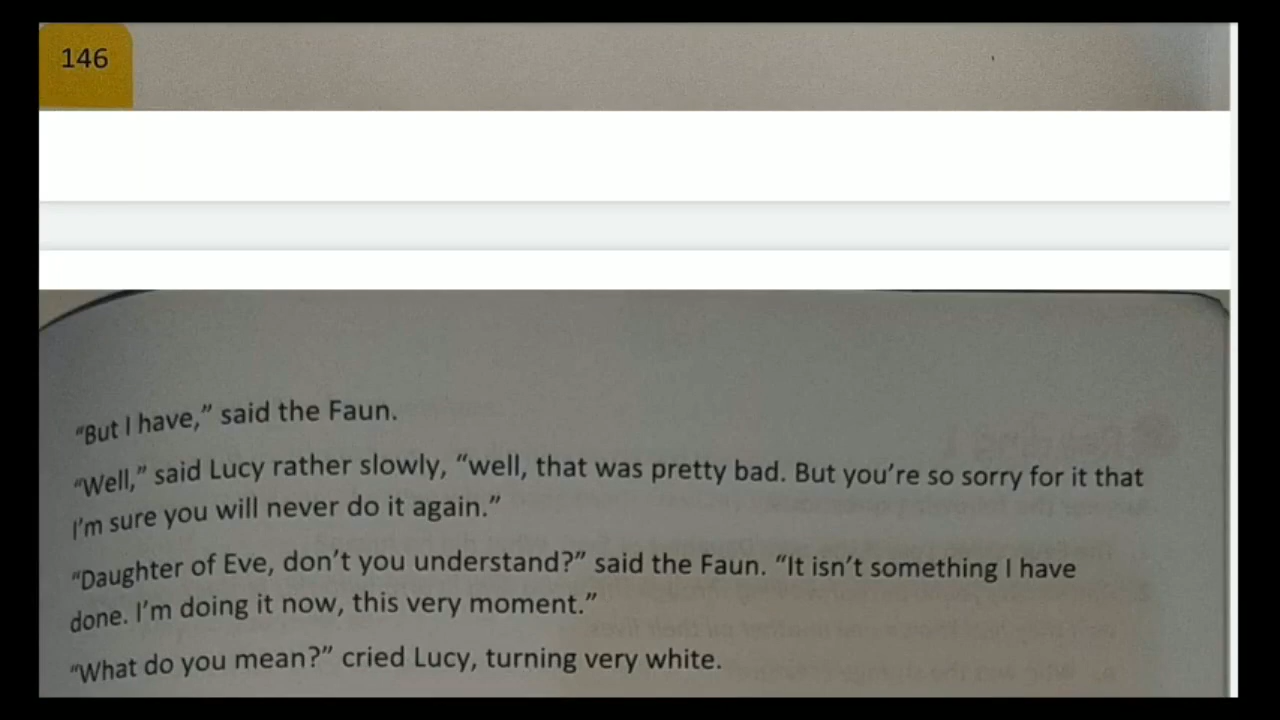 146
“But I have,” said the Faun.
“Well,” said Lucy rather slowly, “well, that was pretty bad. But you’re so sorry for it that
I’m sure you will never do it again.”
“Daughter of Eve, don’t you understand?” said the Faun. “It isn’t something I have
done. I’m doing it now, this very moment.”
“What do you mean?” cried Lucy, turning very white.